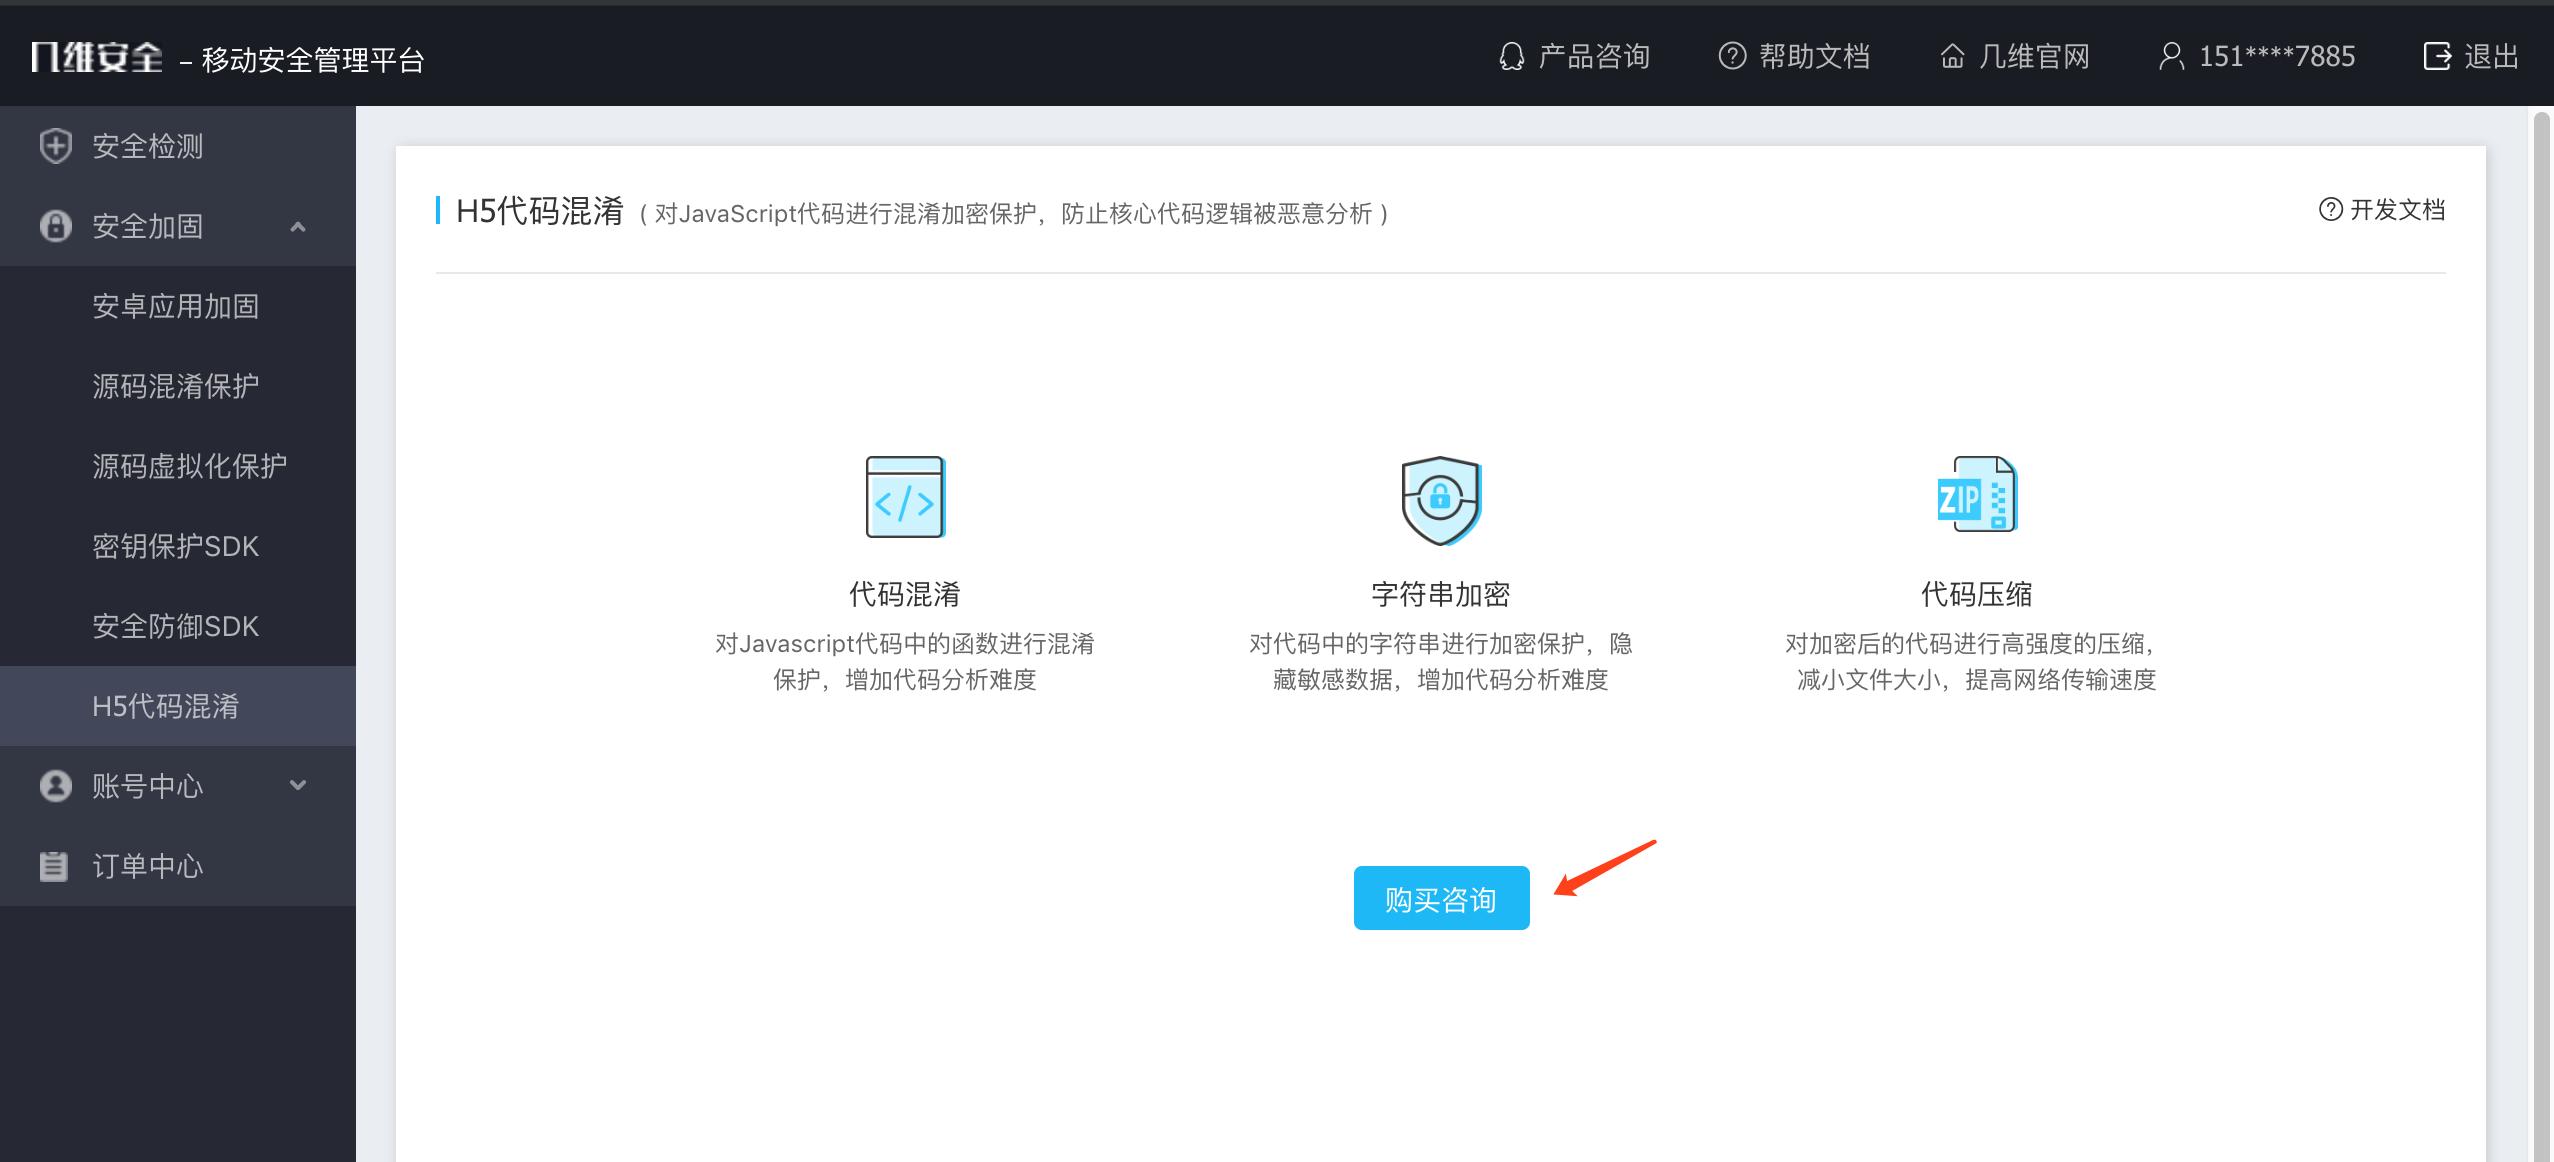 几维安全 – 移动安全管理平台
产品咨询
帮助文档
几维官网
151****7885
退出
安全检测
安全加固
安卓应用加固
源码混淆保护
源码虚拟化保护
密钥保护SDK
安全防御SDK
H5代码混淆
账号中心
订单中心
H5代码混淆 ( 对JavaScript代码进行混淆加密保护，防止核心代码逻辑被恶意分析 )
开发文档
</>
代码混淆
对Javascript代码中的函数进行混淆
保护，增加代码分析难度
字符串加密
对代码中的字符串进行加密保护，隐
藏敏感数据，增加代码分析难度
ZIP
代码压缩
对加密后的代码进行高强度的压缩，
减小文件大小，提高网络传输速度
购买咨询